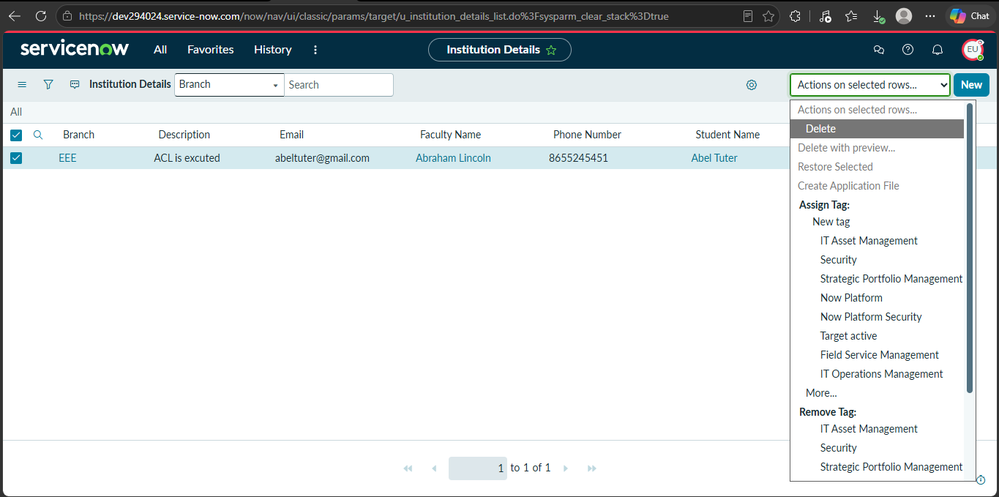 https://dev294024.service-now.com/now/nav/ui/classic/params/target/u_institution_details_list.do%3Fsysparm_clear_stack%3Dtrue
Chat
servicenow All Favorites History Institution Details EU
Institution Details Branch Search Actions on selected rows... New
All
Branch Description Email Faculty Name Phone Number Student Name
EEE ACL is excuted abeltuter@gmail.com Abraham Lincoln 8655245451 Abel Tuter
Actions on selected rows...
Delete
Delete with preview...
Restore Selected
Create Application File
Assign Tag:
New tag
IT Asset Management
Security
Strategic Portfolio Management
Now Platform
Now Platform Security
Target active
Field Service Management
IT Operations Management
More...
Remove Tag:
IT Asset Management
Security
Strategic Portfolio Management
1 to 1 of 1